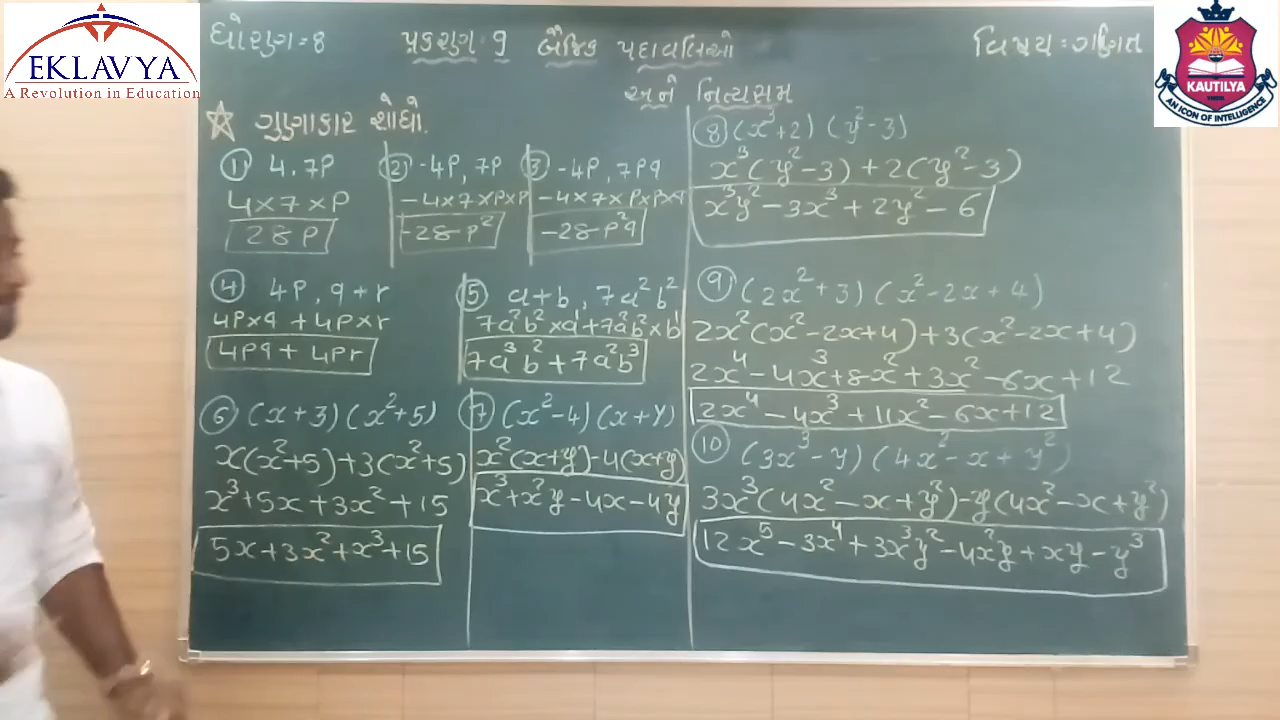 EKLAVYA
A Revolution in Education
KAUTILYA
AN ICON OF INTELLIGENCE
ધોરણ=8 પ્રકરણ 9 બૈજિક પદાવલિઓ વિષય=ગણિત
અને નિત્યસમ
ગુણાકાર શોધો.
① 4.7P
4×7×P
28P
② -4P, 7P
-4×7×P×P
-28P²
③ -4P, 7Pq
-4×7×P×P×q
-28P²q
④ 4P, q+r
4P×q + 4P×r
4Pq + 4Pr
⑤ a+b, 7a²b²
7a²b²×a¹+7a²b²×b¹
7a³b²+7a²b³
⑥ (x+3)(x²+5)
x(x²+5)+3(x²+5)
x³+5x+3x²+15
5x+3x²+x³+15
⑦ (x²-4)(x+y)
x²(x+y)-4(x+y)
x³+x²y-4x-4y
⑧ (x³+2)(y²-3)
x³(y²-3)+2(y²-3)
x³y²-3x³+2y²-6
⑨ (2x²+3)(x²-2x+4)
2x²(x²-2x+4)+3(x²-2x+4)
2x⁴-4x³+8x²+3x²-6x+12
2x⁴-4x³+11x²-6x+12
⑩ (3x³-y)(4x²-x+y²)
3x³(4x²-x+y²)-y(4x²-x+y²)
12x⁵-3x⁴+3x³y²-4x²y+xy-y³